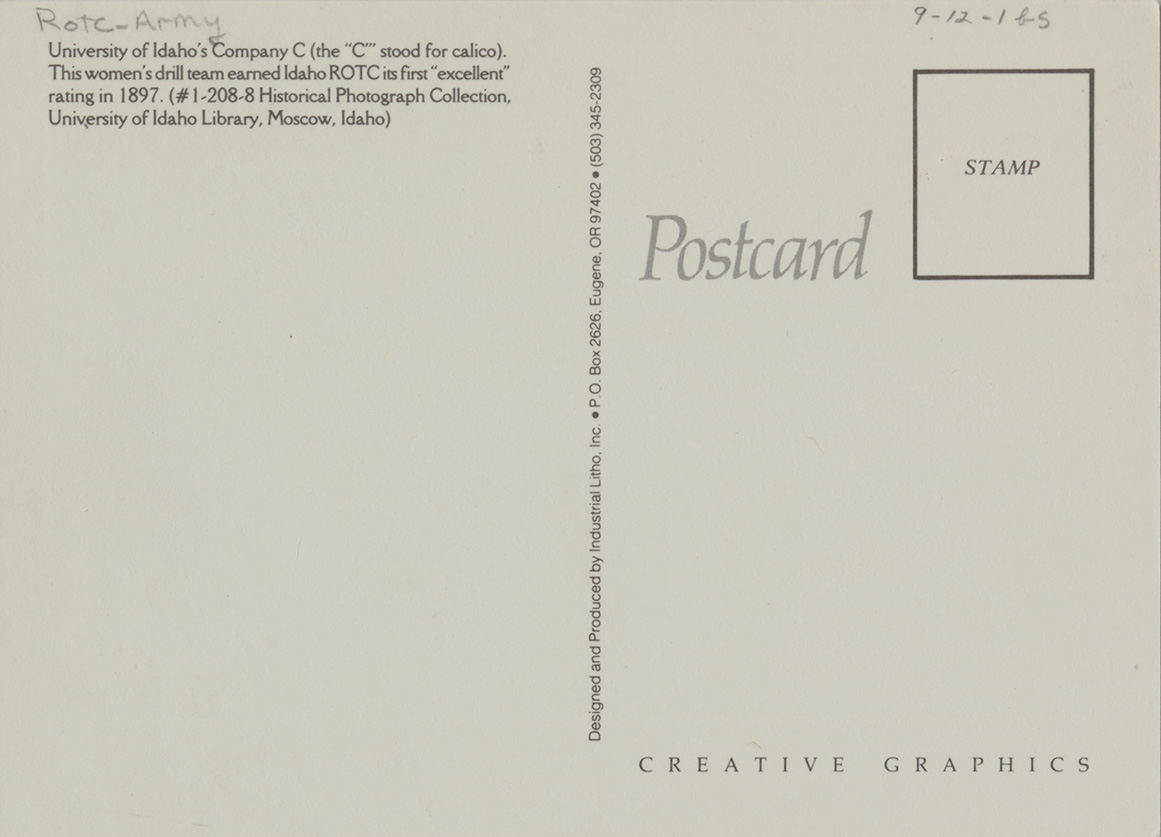 Rotc-Army
9-12-1 b-5
University of Idaho's Company C (the "C"' stood for calico).
This women's drill team earned Idaho ROTC its first "excellent"
rating in 1897. (#1-208-8 Historical Photograph Collection,
University of Idaho Library, Moscow, Idaho)
Designed and Produced by Industrial Litho, Inc. • P.O. Box 2626, Eugene, OR 97402 • (503) 345-2309
STAMP
Postcard
CREATIVE GRAPHICS